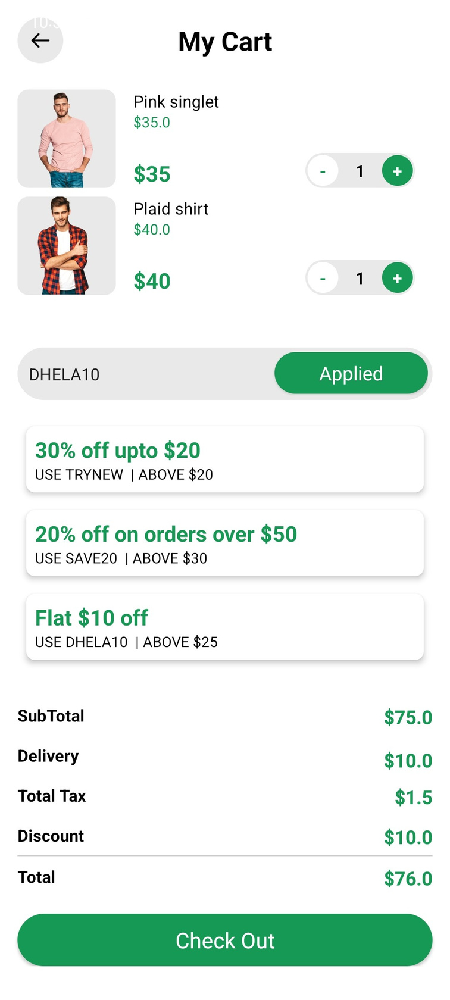 My Cart
Pink singlet
$35.0
$35
- 1 +
Plaid shirt
$40.0
$40
- 1 +
DHELA10 Applied
30% off upto $20
USE TRYNEW | ABOVE $20
20% off on orders over $50
USE SAVE20 | ABOVE $30
Flat $10 off
USE DHELA10 | ABOVE $25
SubTotal $75.0
Delivery $10.0
Total Tax $1.5
Discount $10.0
Total $76.0
Check Out